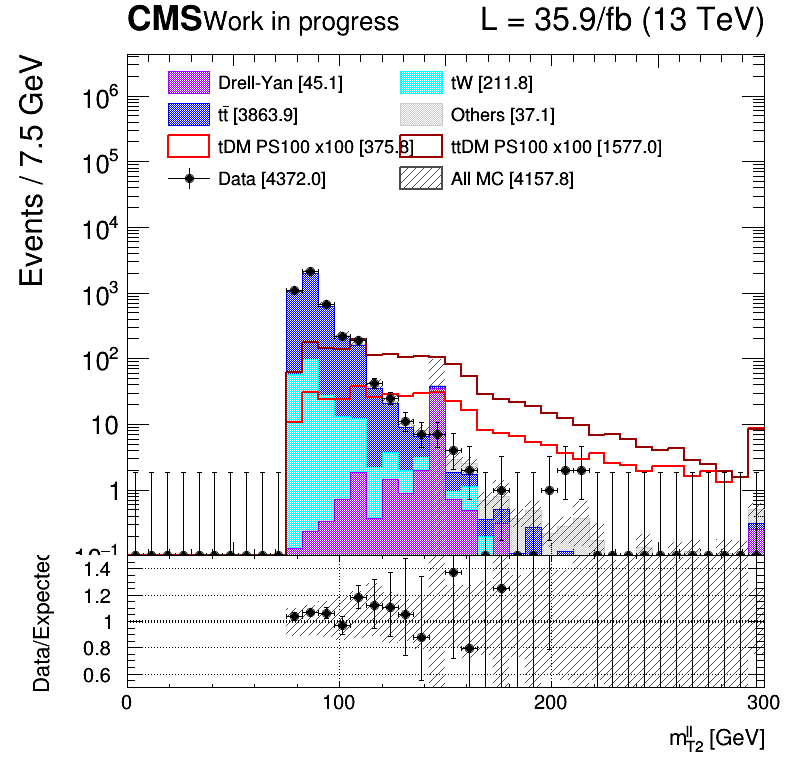 CMS Work in progress L = 35.9/fb (13 TeV)
Events / 7.5 GeV
10⁶
10⁵
10⁴
10³
10²
10
1
10⁻¹
Drell-Yan [45.1]
tW [211.8]
tt̄ [3863.9]
Others [37.1]
tDM PS100 x100 [375.8]
ttDM PS100 x100 [1577.0]
Data [4372.0]
All MC [4157.8]
Data/Expected
1.4
1.2
1
0.8
0.6
0 100 200 300
m^ll_T2 [GeV]